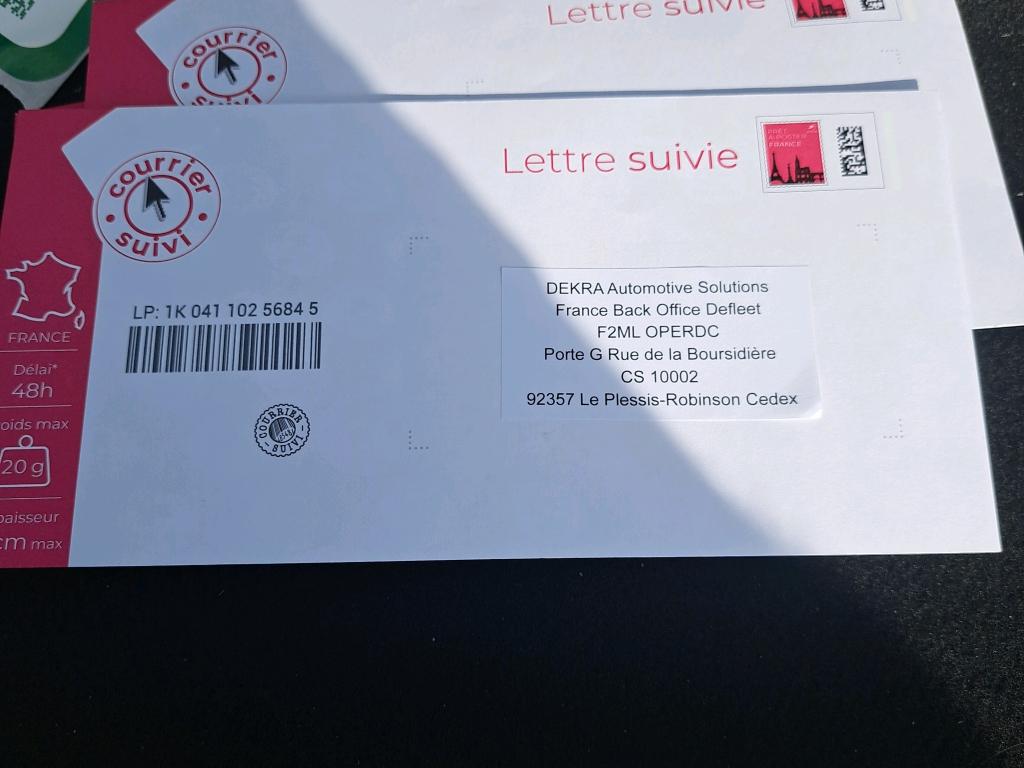 Lettre suivie
courrier
suivi
courrier
suivi
Lettre suivie
PRÊT
À POSTER
FRANCE
LP: 1K 041 102 5684 5
FRANCE
Délai*
48h
oids max
20 g
paisseur
cm max
COURRIER
SUIVI
DEKRA Automotive Solutions
France Back Office Defleet
F2ML OPERDC
Porte G Rue de la Boursidière
CS 10002
92357 Le Plessis-Robinson Cedex